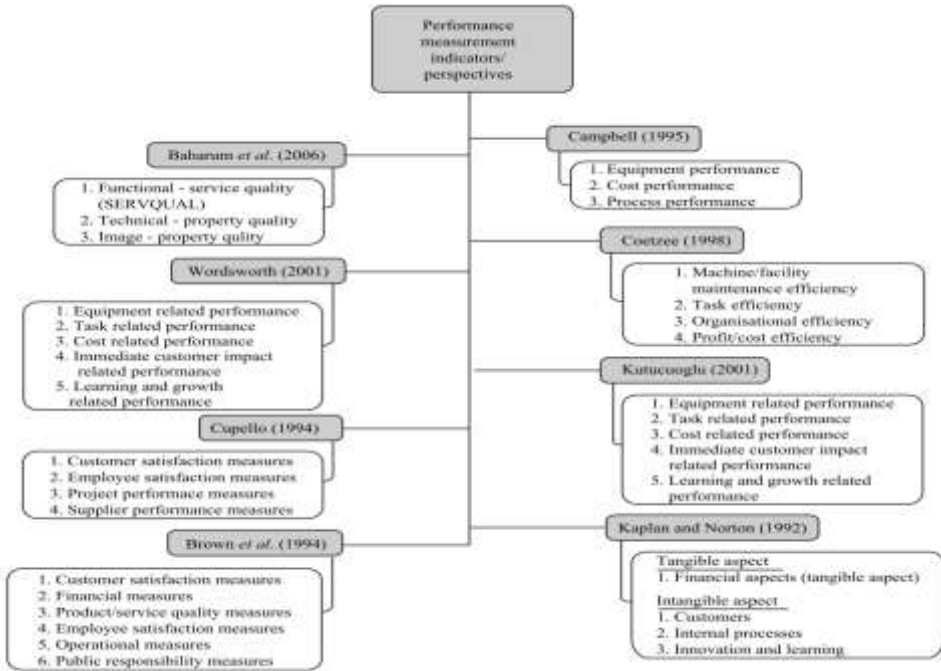 Performance
measurement
indicators/
perspectives
Baharum et al. (2006)
1. Functional - service quality
(SERVQUAL)
2. Technical - property quality
3. Image - property qulity
Wordsworth (2001)
1. Equipment related performance
2. Task related performance
3. Cost related performance
4. Immediate customer impact
related performance
5. Learning and growth
related performance
Cupello (1994)
1. Customer satisfaction measures
2. Employee satisfaction measures
3. Project performace measures
4. Supplier performance measures
Brown et al. (1994)
1. Customer satisfaction measures
2. Financial measures
3. Product/service quality measures
4. Employee satisfaction measures
5. Operational measures
6. Public responsibility measures
Campbell (1995)
1. Equipment performance
2. Cost performance
3. Process performance
Coetzee (1998)
1. Machine/facility
maintenance efficiency
2. Task efficiency
3. Organisational efficiency
4. Profit/cost efficiency
Kutucuoglu (2001)
1. Equipment related performance
2. Task related performance
3. Cost related performance
4. Immediate customer impact
related performance
5. Learning and growth related
performance
Kaplan and Norton (1992)
Tangible aspect
1. Financial aspects (tangible aspect)
Intangible aspect
1. Customers
2. Internal processes
3. Innovation and learning